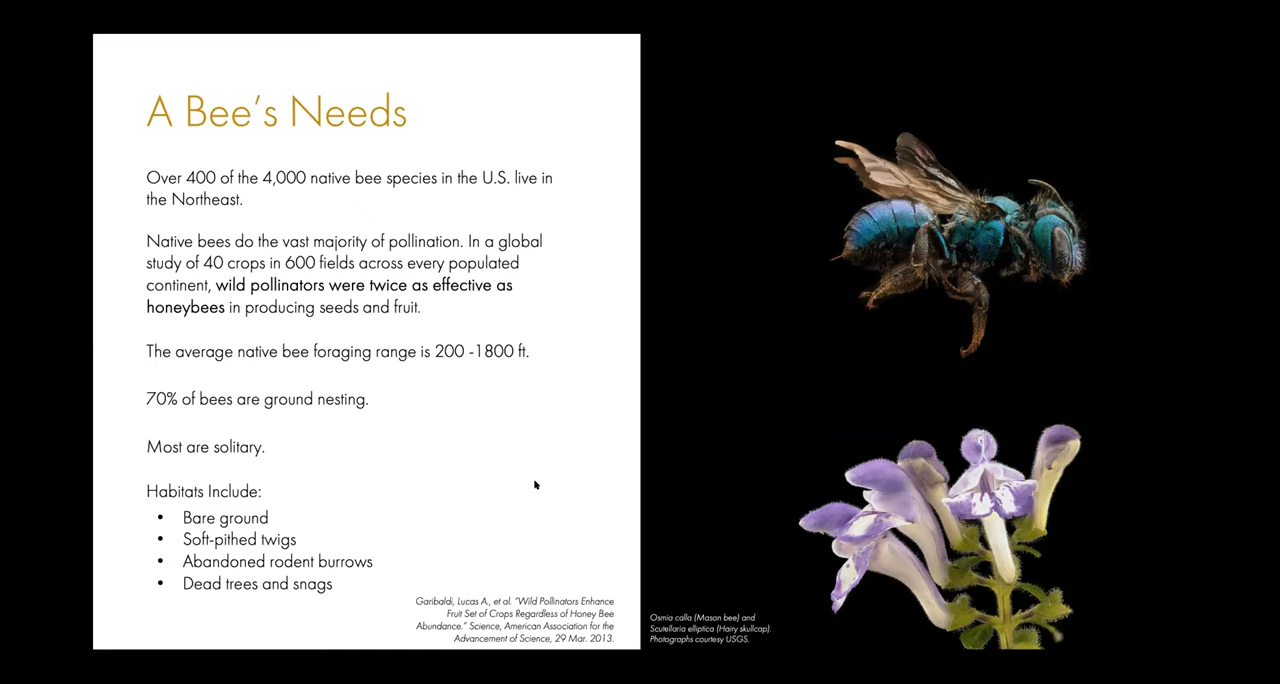 A Bee's Needs
Over 400 of the 4,000 native bee species in the U.S. live in
the Northeast.
Native bees do the vast majority of pollination. In a global
study of 40 crops in 600 fields across every populated
continent, wild pollinators were twice as effective as
honeybees in producing seeds and fruit.
The average native bee foraging range is 200 -1800 ft.
70% of bees are ground nesting.
Most are solitary.
Habitats Include:
• Bare ground
• Soft-pithed twigs
• Abandoned rodent burrows
• Dead trees and snags
Garibaldi, Lucas A., et al. "Wild Pollinators Enhance
Fruit Set of Crops Regardless of Honey Bee
Abundance." Science, American Association for the
Advancement of Science, 29 Mar. 2013.
Osmia calla (Mason bee) and
Scutellaria elliptica (Hairy skullcap).
Photographs courtesy USGS.